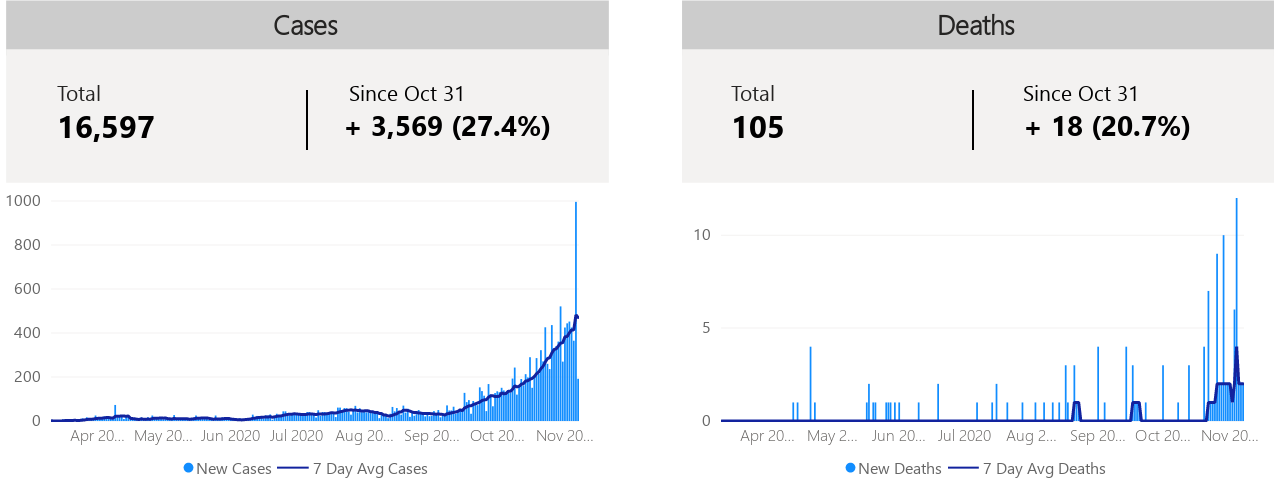 Cases
Total
16,597
Since Oct 31
+ 3,569 (27.4%)
1000
800
600
400
200
0
Apr 20... May 20... Jun 2020 Jul 2020 Aug 20... Sep 20... Oct 20... Nov 20...
New Cases 7 Day Avg Cases
Deaths
Total
105
Since Oct 31
+ 18 (20.7%)
10
5
0
Apr 20... May 2... Jun 20... Jul 2020 Aug 2... Sep 20... Oct 20... Nov 20...
New Deaths 7 Day Avg Deaths